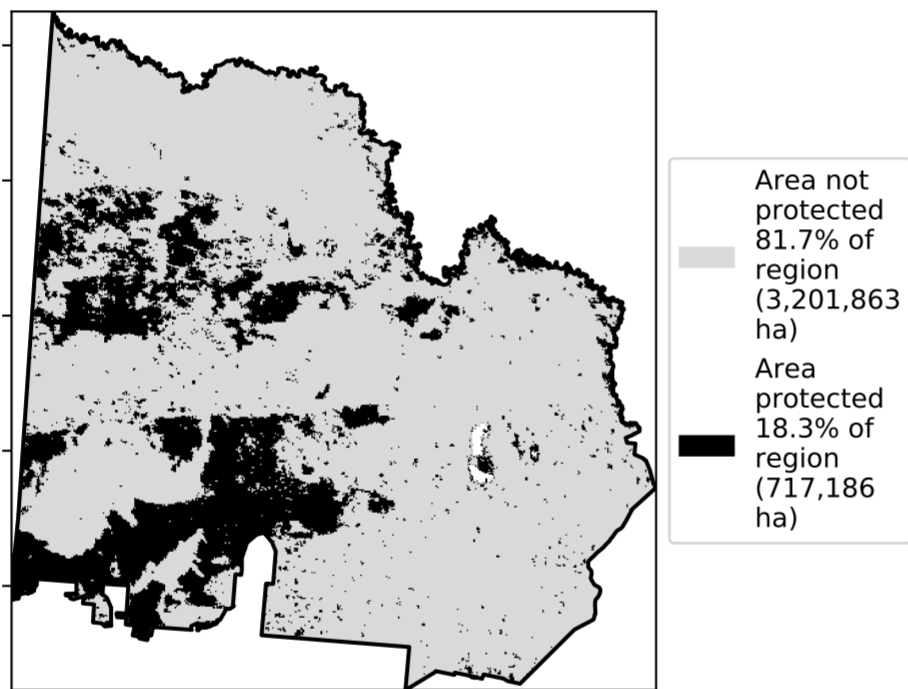 Area not
protected
81.7% of
region
(3,201,863
ha)
Area
protected
18.3% of
region
(717,186
ha)